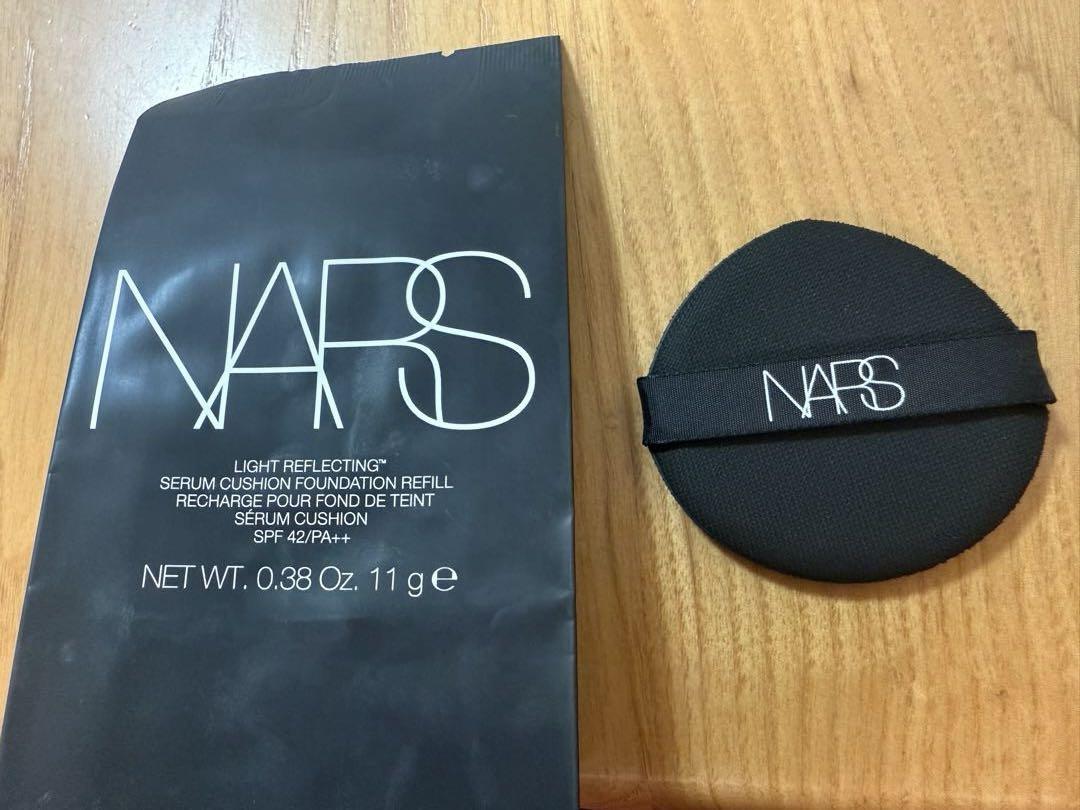 NARS
LIGHT REFLECTING™
SERUM CUSHION FOUNDATION REFILL
RECHARGE POUR FOND DE TEINT
SÉRUM CUSHION
SPF 42/PA++
NET WT. 0.38 Oz. 11 g ℮
NARS